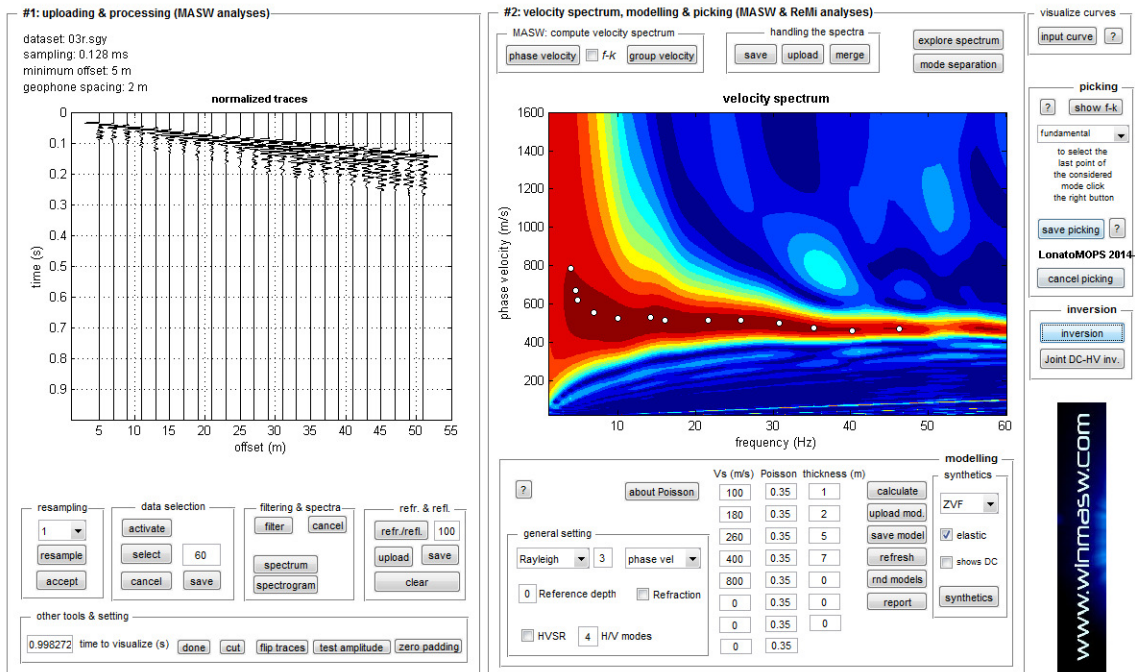 #1: uploading & processing (MASW analyses)
dataset: 03r.sgy
sampling: 0.128 ms
minimum offset: 5 m
geophone spacing: 2 m
normalized traces
0
0.1
0.2
0.3
0.4
0.5
0.6
0.7
0.8
0.9
time (s)
5 10 15 20 25 30 35 40 45 50 55
offset (m)
resampling
1
resample
accept
data selection
activate
select 60
cancel save
filtering & spectra
filter cancel
spectrum
spectrogram
refr. & refl.
refr./refl. 100
upload save
clear
other tools & setting
0.998272 time to visualize (s) done cut flip traces test amplitude zero padding
#2: velocity spectrum, modelling & picking (MASW & ReMi analyses)
MASW: compute velocity spectrum
phase velocity f-k group velocity
handling the spectra
save upload merge
explore spectrum
mode separation
velocity spectrum
1600
1400
1200
1000
800
600
400
200
phase velocity (m/s)
10 20 30 40 50 60
frequency (Hz)
modelling
? about Poisson
general setting
Rayleigh 3 phase vel
0 Reference depth Refraction
HVSR 4 H/V modes
Vs (m/s) Poisson thickness (m)
100 0.35 1
180 0.35 2
260 0.35 5
400 0.35 7
800 0.35 0
0 0.35 0
0 0.35 0
0 0.35
calculate
upload mod.
save model
refresh
rnd models
report
synthetics
ZVF
elastic
shows DC
synthetics
visualize curves
input curve ?
picking
? show f-k
fundamental
to select the
last point of
the considered
mode click
the right button
save picking ?
LonatoMOPS 2014-
cancel picking
inversion
inversion
Joint DC-HV inv.
www.winmasw.com